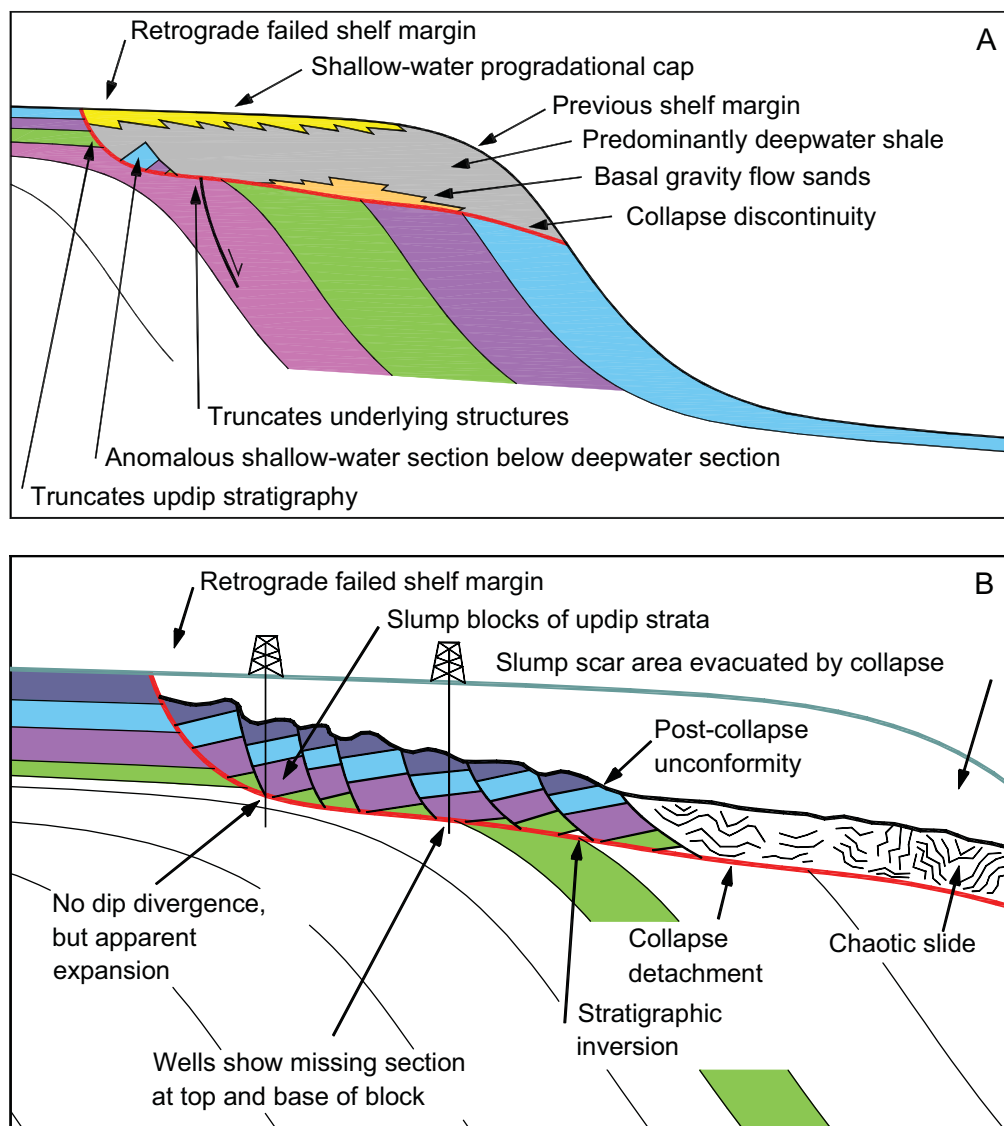 A
Retrograde failed shelf margin
Shallow-water progradational cap
Previous shelf margin
Predominantly deepwater shale
Basal gravity flow sands
Collapse discontinuity
Truncates underlying structures
Anomalous shallow-water section below deepwater section
Truncates updip stratigraphy
B
Retrograde failed shelf margin
Slump blocks of updip strata
Slump scar area evacuated by collapse
Post-collapse
unconformity
No dip divergence,
but apparent
expansion
Collapse
detachment
Chaotic slide
Stratigraphic
inversion
Wells show missing section
at top and base of block